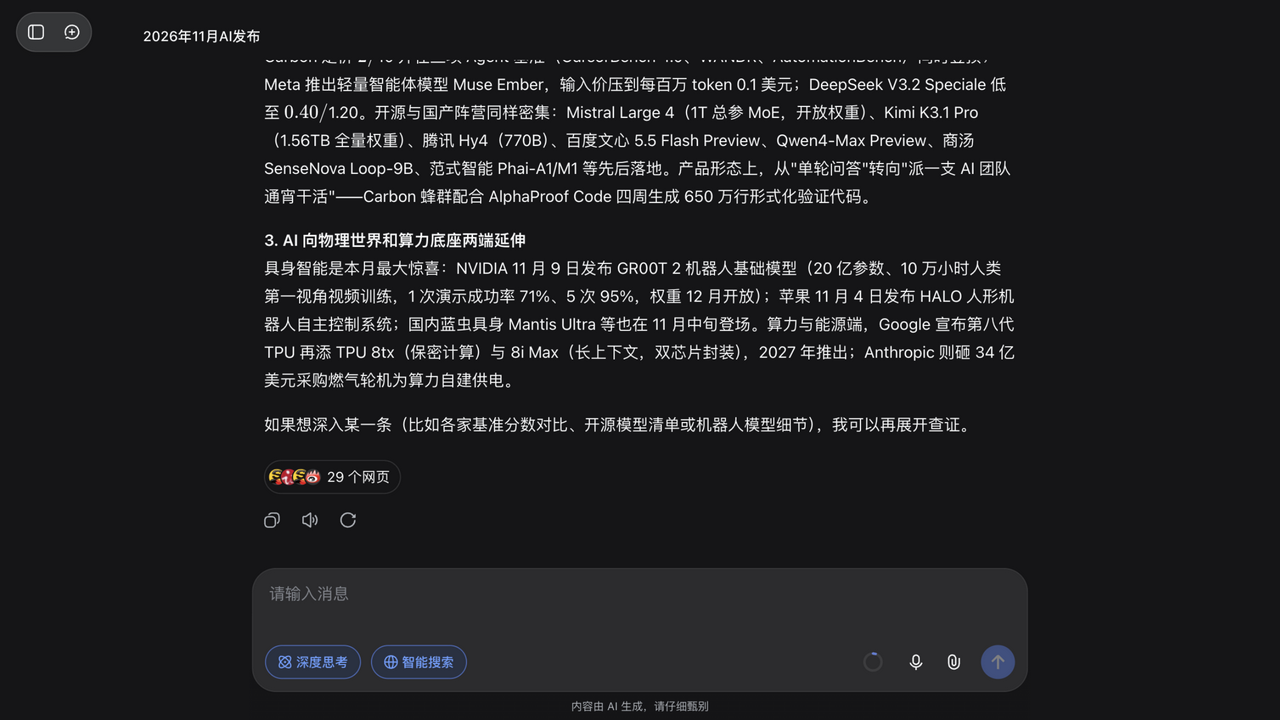 2026年11月AI发布
Meta 推出轻量智能体模型 Muse Ember，输入价压到每百万 token 0.1 美元；DeepSeek V3.2 Speciale 低
至 0.40/1.20。开源与国产阵营同样密集：Mistral Large 4（1T 总参 MoE，开放权重）、Kimi K3.1 Pro
（1.56TB 全量权重）、腾讯 Hy4（770B）、百度文心 5.5 Flash Preview、Qwen4-Max Preview、商汤
SenseNova Loop-9B、范式智能 Phai-A1/M1 等先后落地。产品形态上，从"单轮问答"转向"派一支 AI 团队
通宵干活"——Carbon 蜂群配合 AlphaProof Code 四周生成 650 万行形式化验证代码。
3. AI 向物理世界和算力底座两端延伸
具身智能是本月最大惊喜：NVIDIA 11 月 9 日发布 GR00T 2 机器人基础模型（20 亿参数、10 万小时人类
第一视角视频训练，1 次演示成功率 71%、5 次 95%，权重 12 月开放）；苹果 11 月 4 日发布 HALO 人形机
器人自主控制系统；国内蓝虫具身 Mantis Ultra 等也在 11 月中旬登场。算力与能源端，Google 宣布第八代
TPU 再添 TPU 8tx（保密计算）与 8i Max（长上下文，双芯片封装），2027 年推出；Anthropic 则砸 34 亿
美元采购燃气轮机为算力自建供电。
如果想深入某一条（比如各家基准分数对比、开源模型清单或机器人模型细节），我可以再展开查证。
29 个网页
请输入消息
深度思考
智能搜索
内容由 AI 生成，请仔细甄别